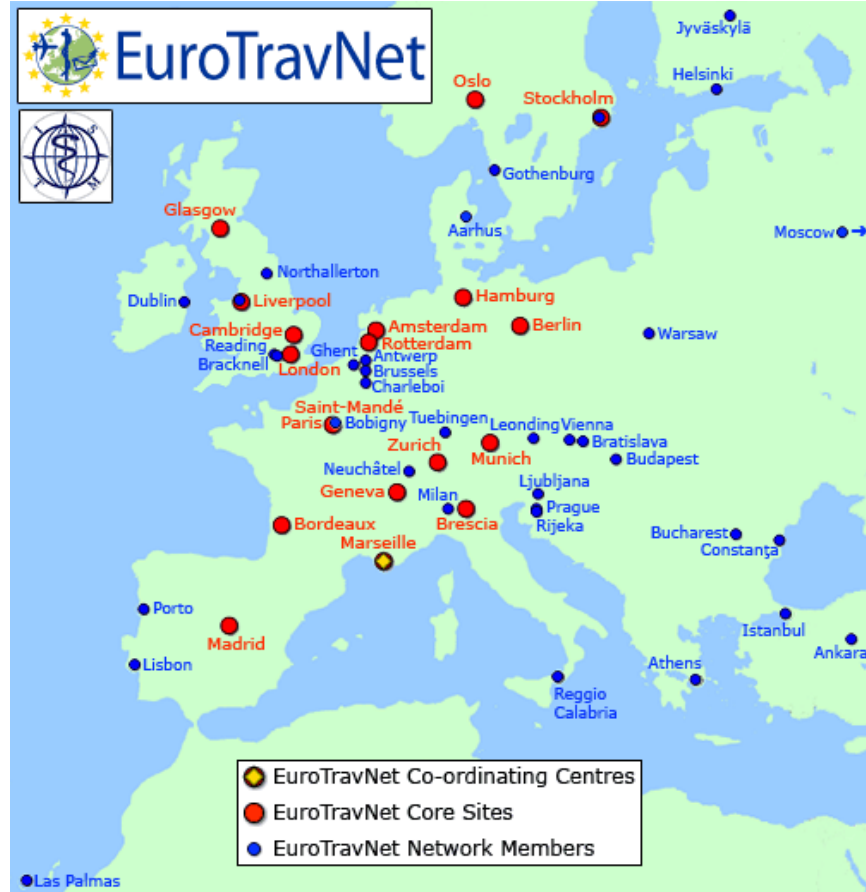 EuroTravNet
S
T
M
Jyväskylä
Helsinki
Oslo
Stockholm
Gothenburg
Aarhus
Moscow
Glasgow
Northallerton
Dublin
Liverpool
Hamburg
Cambridge
Amsterdam
Berlin
Rotterdam
Warsaw
Reading
Bracknell
London
Ghent
Antwerp
Brussels
Charleboi
Saint-Mandé
Paris
Bobigny
Tuebingen
Leonding
Vienna
Bratislava
Zurich
Munich
Budapest
Neuchâtel
Geneva
Milan
Brescia
Ljubljana
Prague
Rijeka
Bordeaux
Marseille
Bucharest
Constanţa
Porto
Madrid
Lisbon
Istanbul
Ankara
Athens
Reggio
Calabria
EuroTravNet Co-ordinating Centres
EuroTravNet Core Sites
EuroTravNet Network Members
Las Palmas